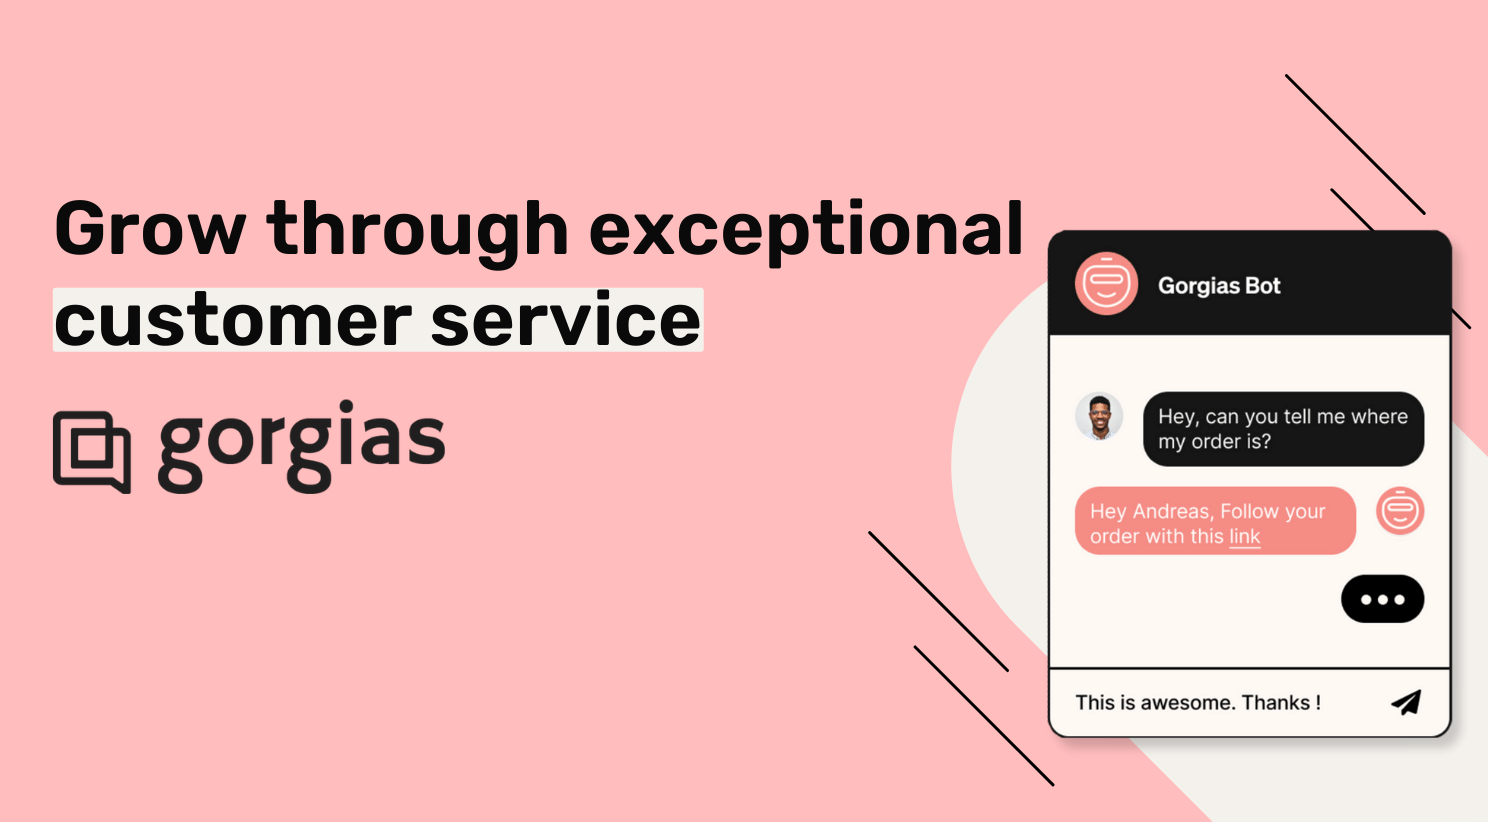 Grow through exceptional
customer service
gorgias
Gorgias Bot
Hey, can you tell me where
my order is?
Hey Andreas, Follow your
order with this link
This is awesome. Thanks !